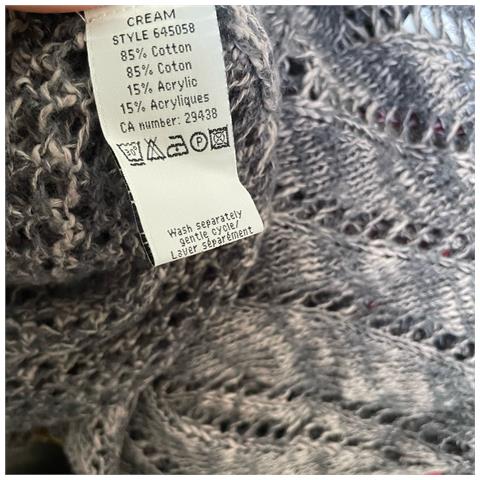 CREAM
STYLE 645058
85% Cotton
85% Coton
15% Acrylic
15% Acryliques
CA number: 29438
30°
P
Wash separately
gentle cycle/
Laver séparément